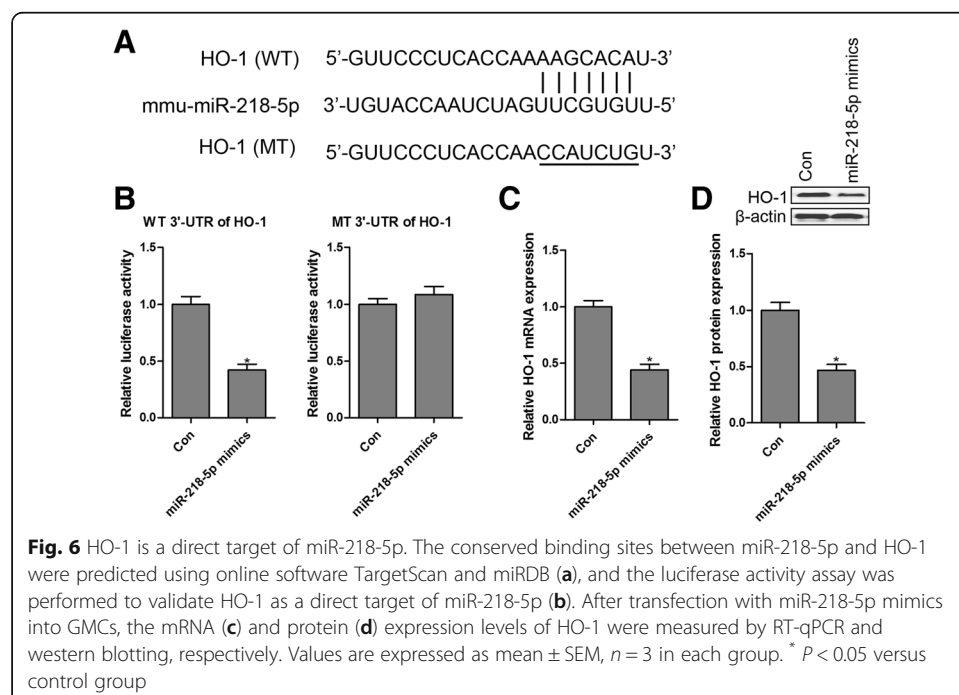 A
HO-1 (WT) 5'-GUUCCCUCACCAAAAGCACAU-3'
mmu-miR-218-5p 3'-UGUACCAAUCUAGUUCGUGUU-5'
HO-1 (MT) 5'-GUUCCCUCACCAACCAUCUGU-3'
B
WT 3'-UTR of HO-1
Relative luciferase activity
1.5
1.0
0.5
0.0
*
Con
miR-218-5p mimics
MT 3'-UTR of HO-1
Relative luciferase activity
1.5
1.0
0.5
0.0
Con
miR-218-5p mimics
C
Relative HO-1 mRNA expression
1.5
1.0
0.5
0.0
*
Con
miR-218-5p mimics
D
Con
miR-218-5p mimics
HO-1
β-actin
Relative HO-1 protein expression
1.5
1.0
0.5
0.0
*
Con
miR-218-5p mimics
Fig. 6 HO-1 is a direct target of miR-218-5p. The conserved binding sites between miR-218-5p and HO-1
were predicted using online software TargetScan and miRDB (a), and the luciferase activity assay was
performed to validate HO-1 as a direct target of miR-218-5p (b). After transfection with miR-218-5p mimics
into GMCs, the mRNA (c) and protein (d) expression levels of HO-1 were measured by RT-qPCR and
western blotting, respectively. Values are expressed as mean ± SEM, n = 3 in each group. * P < 0.05 versus
control group